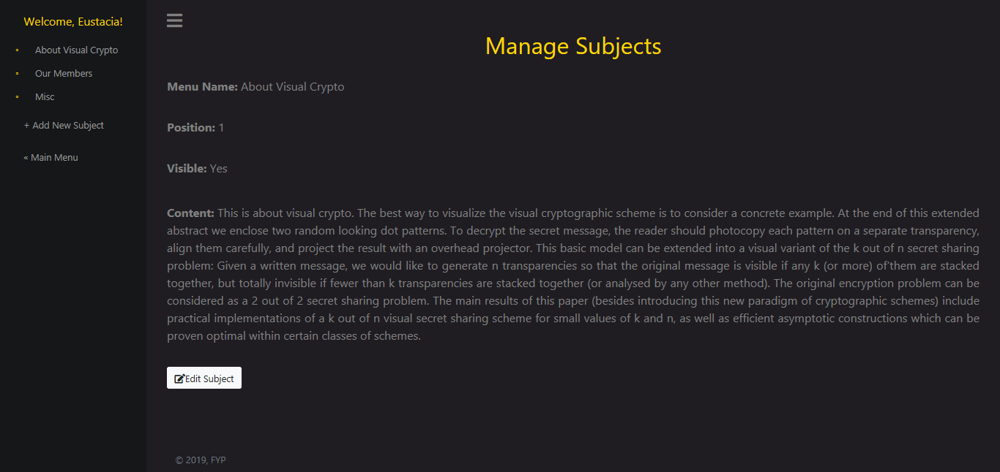 Welcome, Eustacia!
About Visual Crypto
Our Members
Misc
+ Add New Subject
« Main Menu
Manage Subjects
Menu Name: About Visual Crypto
Position: 1
Visible: Yes
Content: This is about visual crypto. The best way to visualize the visual cryptographic scheme is to consider a concrete example. At the end of this extended
abstract we enclose two random looking dot patterns. To decrypt the secret message, the reader should photocopy each pattern on a separate transparency,
align them carefully, and project the result with an overhead projector. This basic model can be extended into a visual variant of the k out of n secret sharing
problem: Given a written message, we would like to generate n transparencies so that the original message is visible if any k (or more) of'them are stacked
together, but totally invisible if fewer than k transparencies are stacked together (or analysed by any other method). The original encryption problem can be
considered as a 2 out of 2 secret sharing problem. The main results of this paper (besides introducing this new paradigm of cryptographic schemes) include
practical implementations of a k out of n visual secret sharing scheme for small values of k and n, as well as efficient asymptotic constructions which can be
proven optimal within certain classes of schemes.
Edit Subject
© 2019, FYP